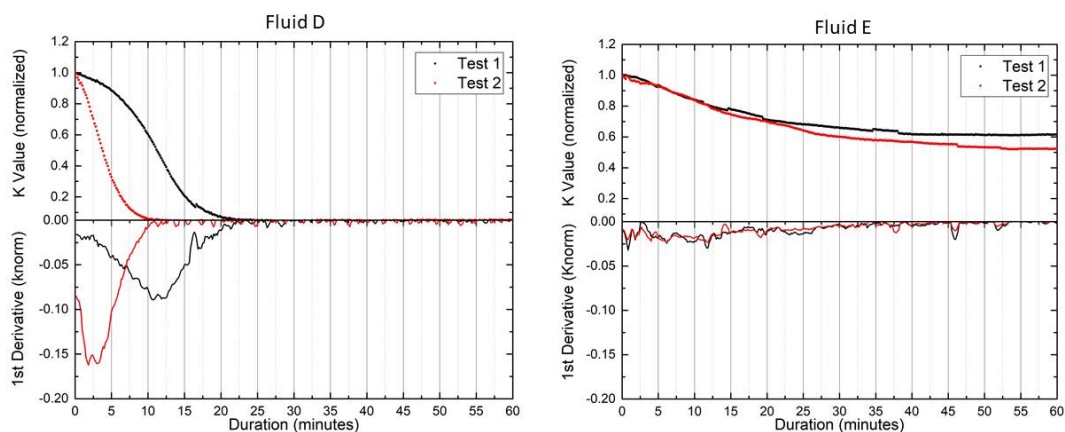 Fluid D
1.2
1.0
0.8
0.6
0.4
0.2
0.00
-0.05
-0.10
-0.15
-0.20
K Value (normalized)
1st Derivative (knorm)
Test 1
Test 2
0 5 10 15 20 25 30 35 40 45 50 55 60
Duration (minutes)
Fluid E
1.2
1.0
0.8
0.6
0.4
0.2
0.00
-0.05
-0.10
-0.15
-0.20
K Value (normalized)
1st Derivative (Knorm)
Test 1
Test 2
0 5 10 15 20 25 30 35 40 45 50 55 60
Duration (minutes)